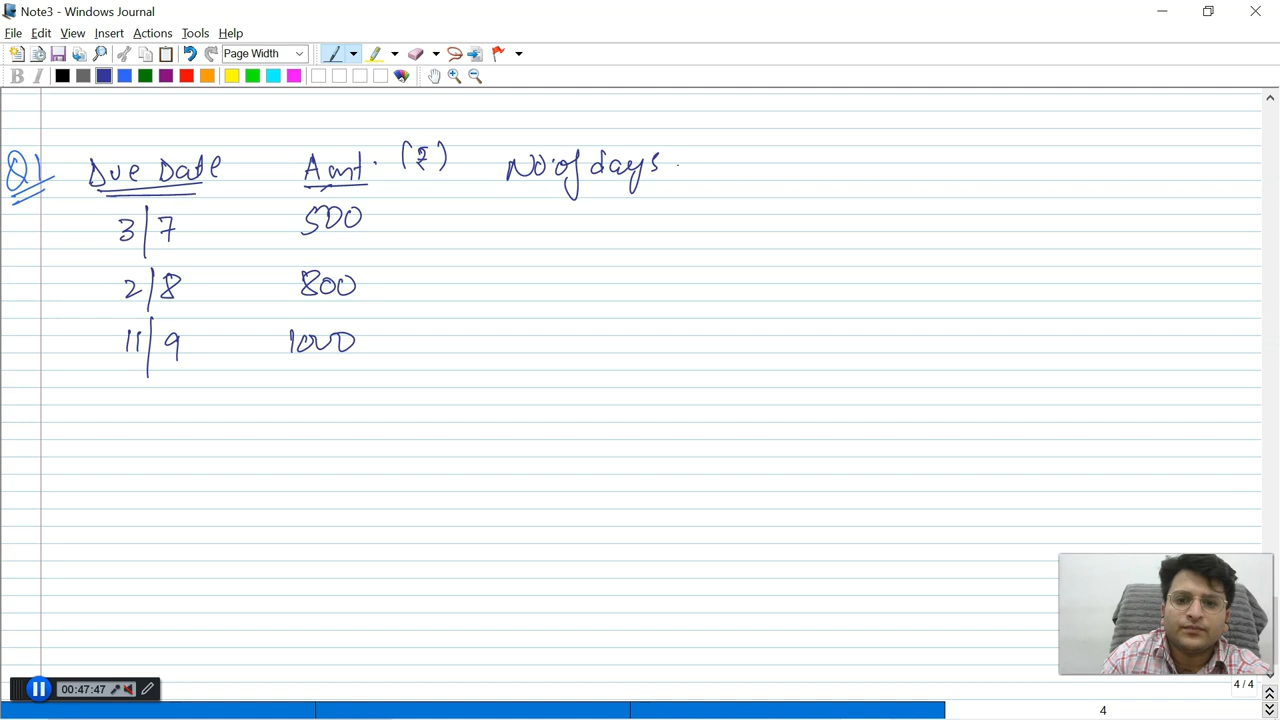 Note3 - Windows Journal
File Edit View Insert Actions Tools Help
Page Width
B I
Q1 Due Date Amt. (₹) No. of days
3|7 500
2|8 800
11|9 1000
4 / 4
00:47:47
4